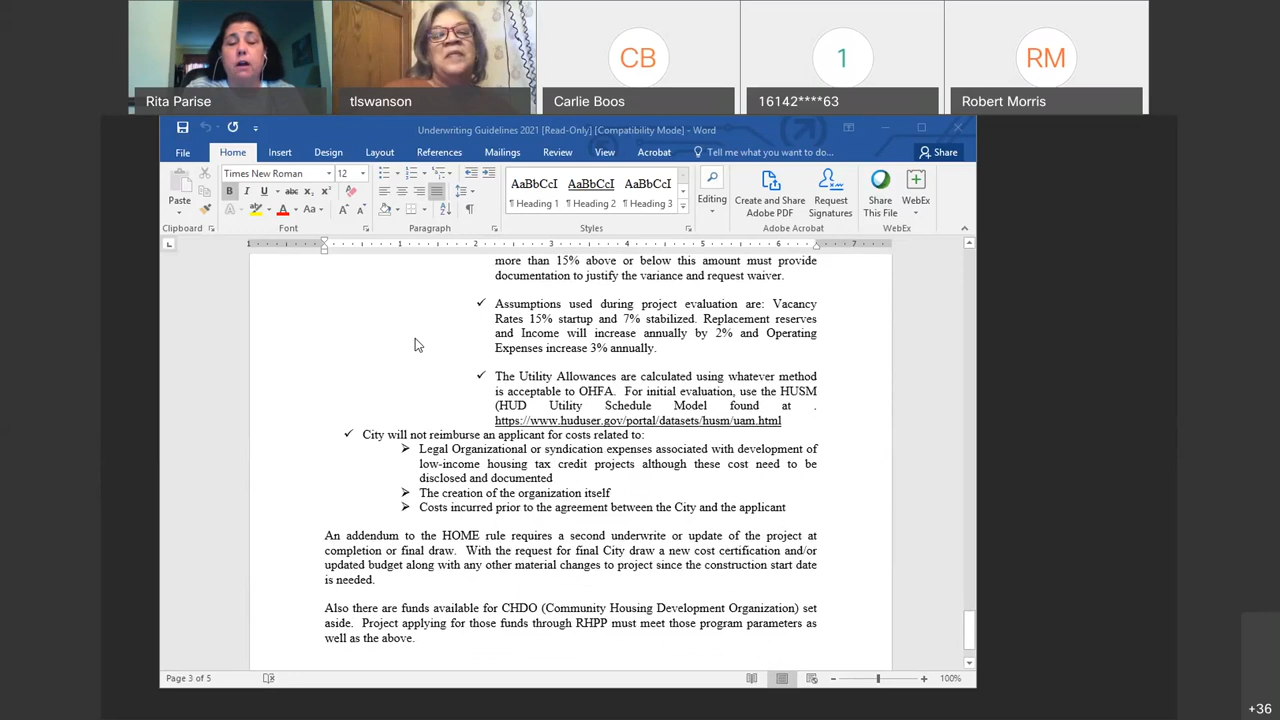 CB
1
RM
Rita Parise
tlswanson
Carlie Boos
16142****63
Robert Morris
Underwriting Guidelines 2021 [Read-Only] [Compatibility Mode] - Word
File Home Insert Design Layout References Mailings Review View Acrobat Tell me what you want to do... Share
Times New Roman 12
AaBbCcI AaBbCcI AaBbCcI
¶ Heading 1 ¶ Heading 2 ¶ Heading 3
Paste
B I U abc x₂ x²
A Aa A A
Editing
Create and Share
Adobe PDF
Request
Signatures
Share
This File
WebEx
Clipboard Font Paragraph Styles Adobe Acrobat WebEx
1 1 2 3 4 5 6 7
more than 15% above or below this amount must provide
documentation to justify the variance and request waiver.
✓ Assumptions used during project evaluation are: Vacancy
Rates 15% startup and 7% stabilized. Replacement reserves
and Income will increase annually by 2% and Operating
Expenses increase 3% annually.
✓ The Utility Allowances are calculated using whatever method
is acceptable to OHFA. For initial evaluation, use the HUSM
(HUD Utility Schedule Model found at .
https://www.huduser.gov/portal/datasets/husm/uam.html
✓ City will not reimburse an applicant for costs related to:
➢ Legal Organizational or syndication expenses associated with development of
low-income housing tax credit projects although these cost need to be
disclosed and documented
➢ The creation of the organization itself
➢ Costs incurred prior to the agreement between the City and the applicant
An addendum to the HOME rule requires a second underwrite or update of the project at
completion or final draw. With the request for final City draw a new cost certification and/or
updated budget along with any other material changes to project since the construction start date
is needed.
Also there are funds available for CHDO (Community Housing Development Organization) set
aside. Project applying for those funds through RHPP must meet those program parameters as
well as the above.
Page 3 of 5
100%
+36